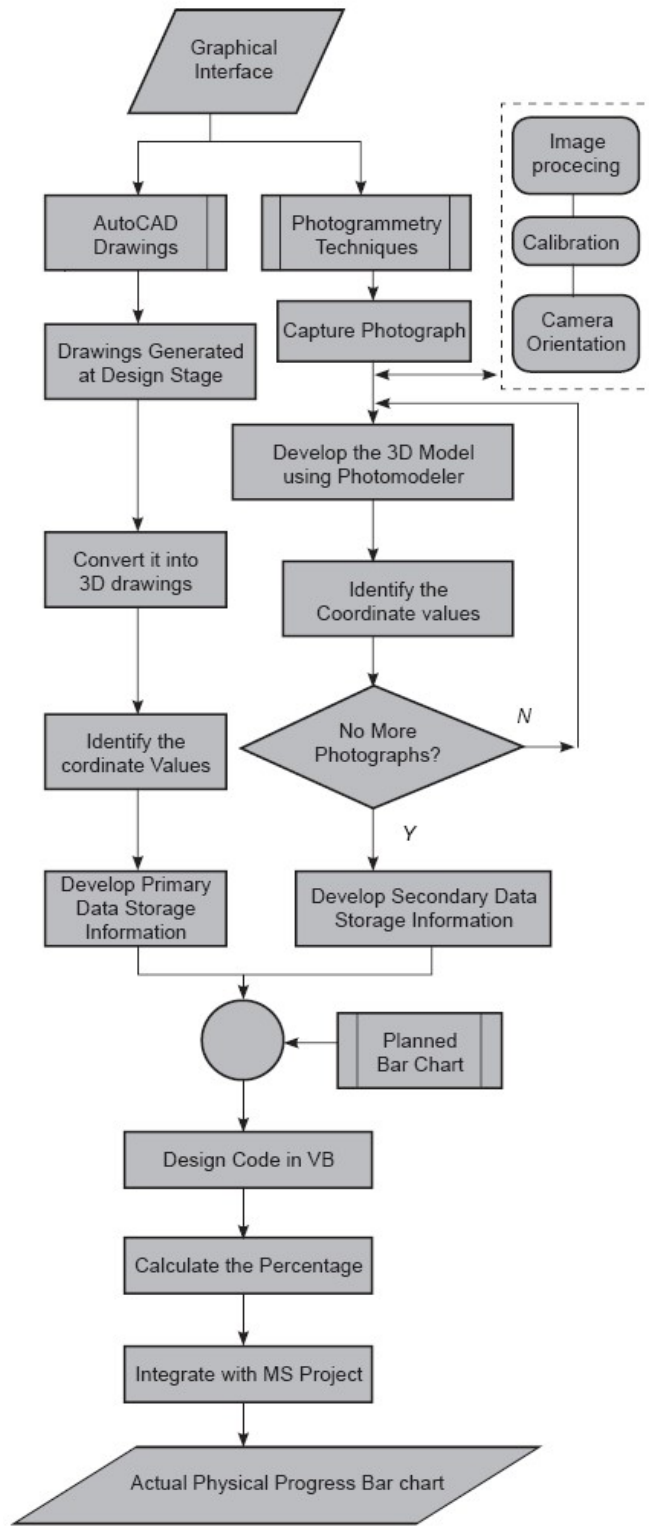 Graphical
Interface
AutoCAD
Drawings
Photogrammetry
Techniques
Image
procecing
Calibration
Camera
Orientation
Drawings Generated
at Design Stage
Capture Photograph
Develop the 3D Model
using Photomodeler
Convert it into
3D drawings
Identify the
Coordinate values
Identify the
cordinate Values
No More
Photographs?
N
Y
Develop Primary
Data Storage
Information
Develop Secondary Data
Storage Information
Planned
Bar Chart
Design Code in VB
Calculate the Percentage
Integrate with MS Project
Actual Physical Progress Bar chart